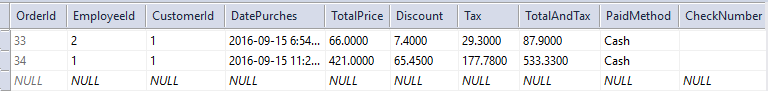 OrderId EmployeeId CustomerId DatePurches TotalPrice Discount Tax TotalAndTax PaidMethod CheckNumber
33 2 1 2016-09-15 6:54... 66.0000 7.4000 29.3000 87.9000 Cash
34 1 1 2016-09-15 11:2... 421.0000 65.4500 177.7800 533.3300 Cash
NULL NULL NULL NULL NULL NULL NULL NULL NULL NULL